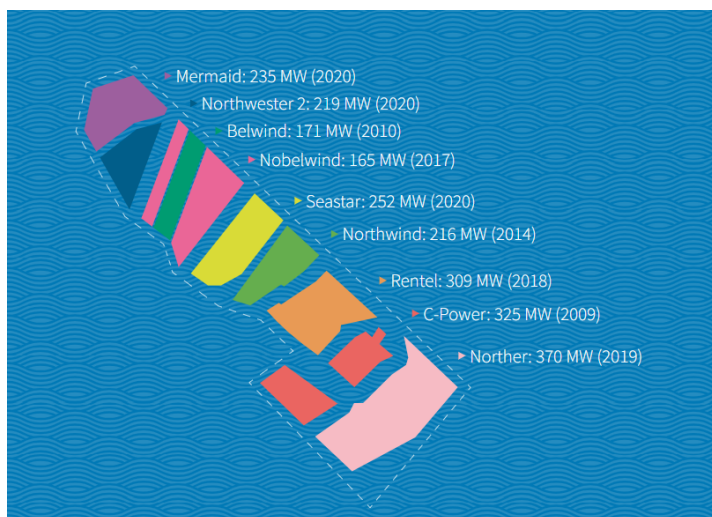 Mermaid: 235 MW (2020)
Northwester 2: 219 MW (2020)
Belwind: 171 MW (2010)
Nobelwind: 165 MW (2017)
Seastar: 252 MW (2020)
Northwind: 216 MW (2014)
Rentel: 309 MW (2018)
C-Power: 325 MW (2009)
Norther: 370 MW (2019)